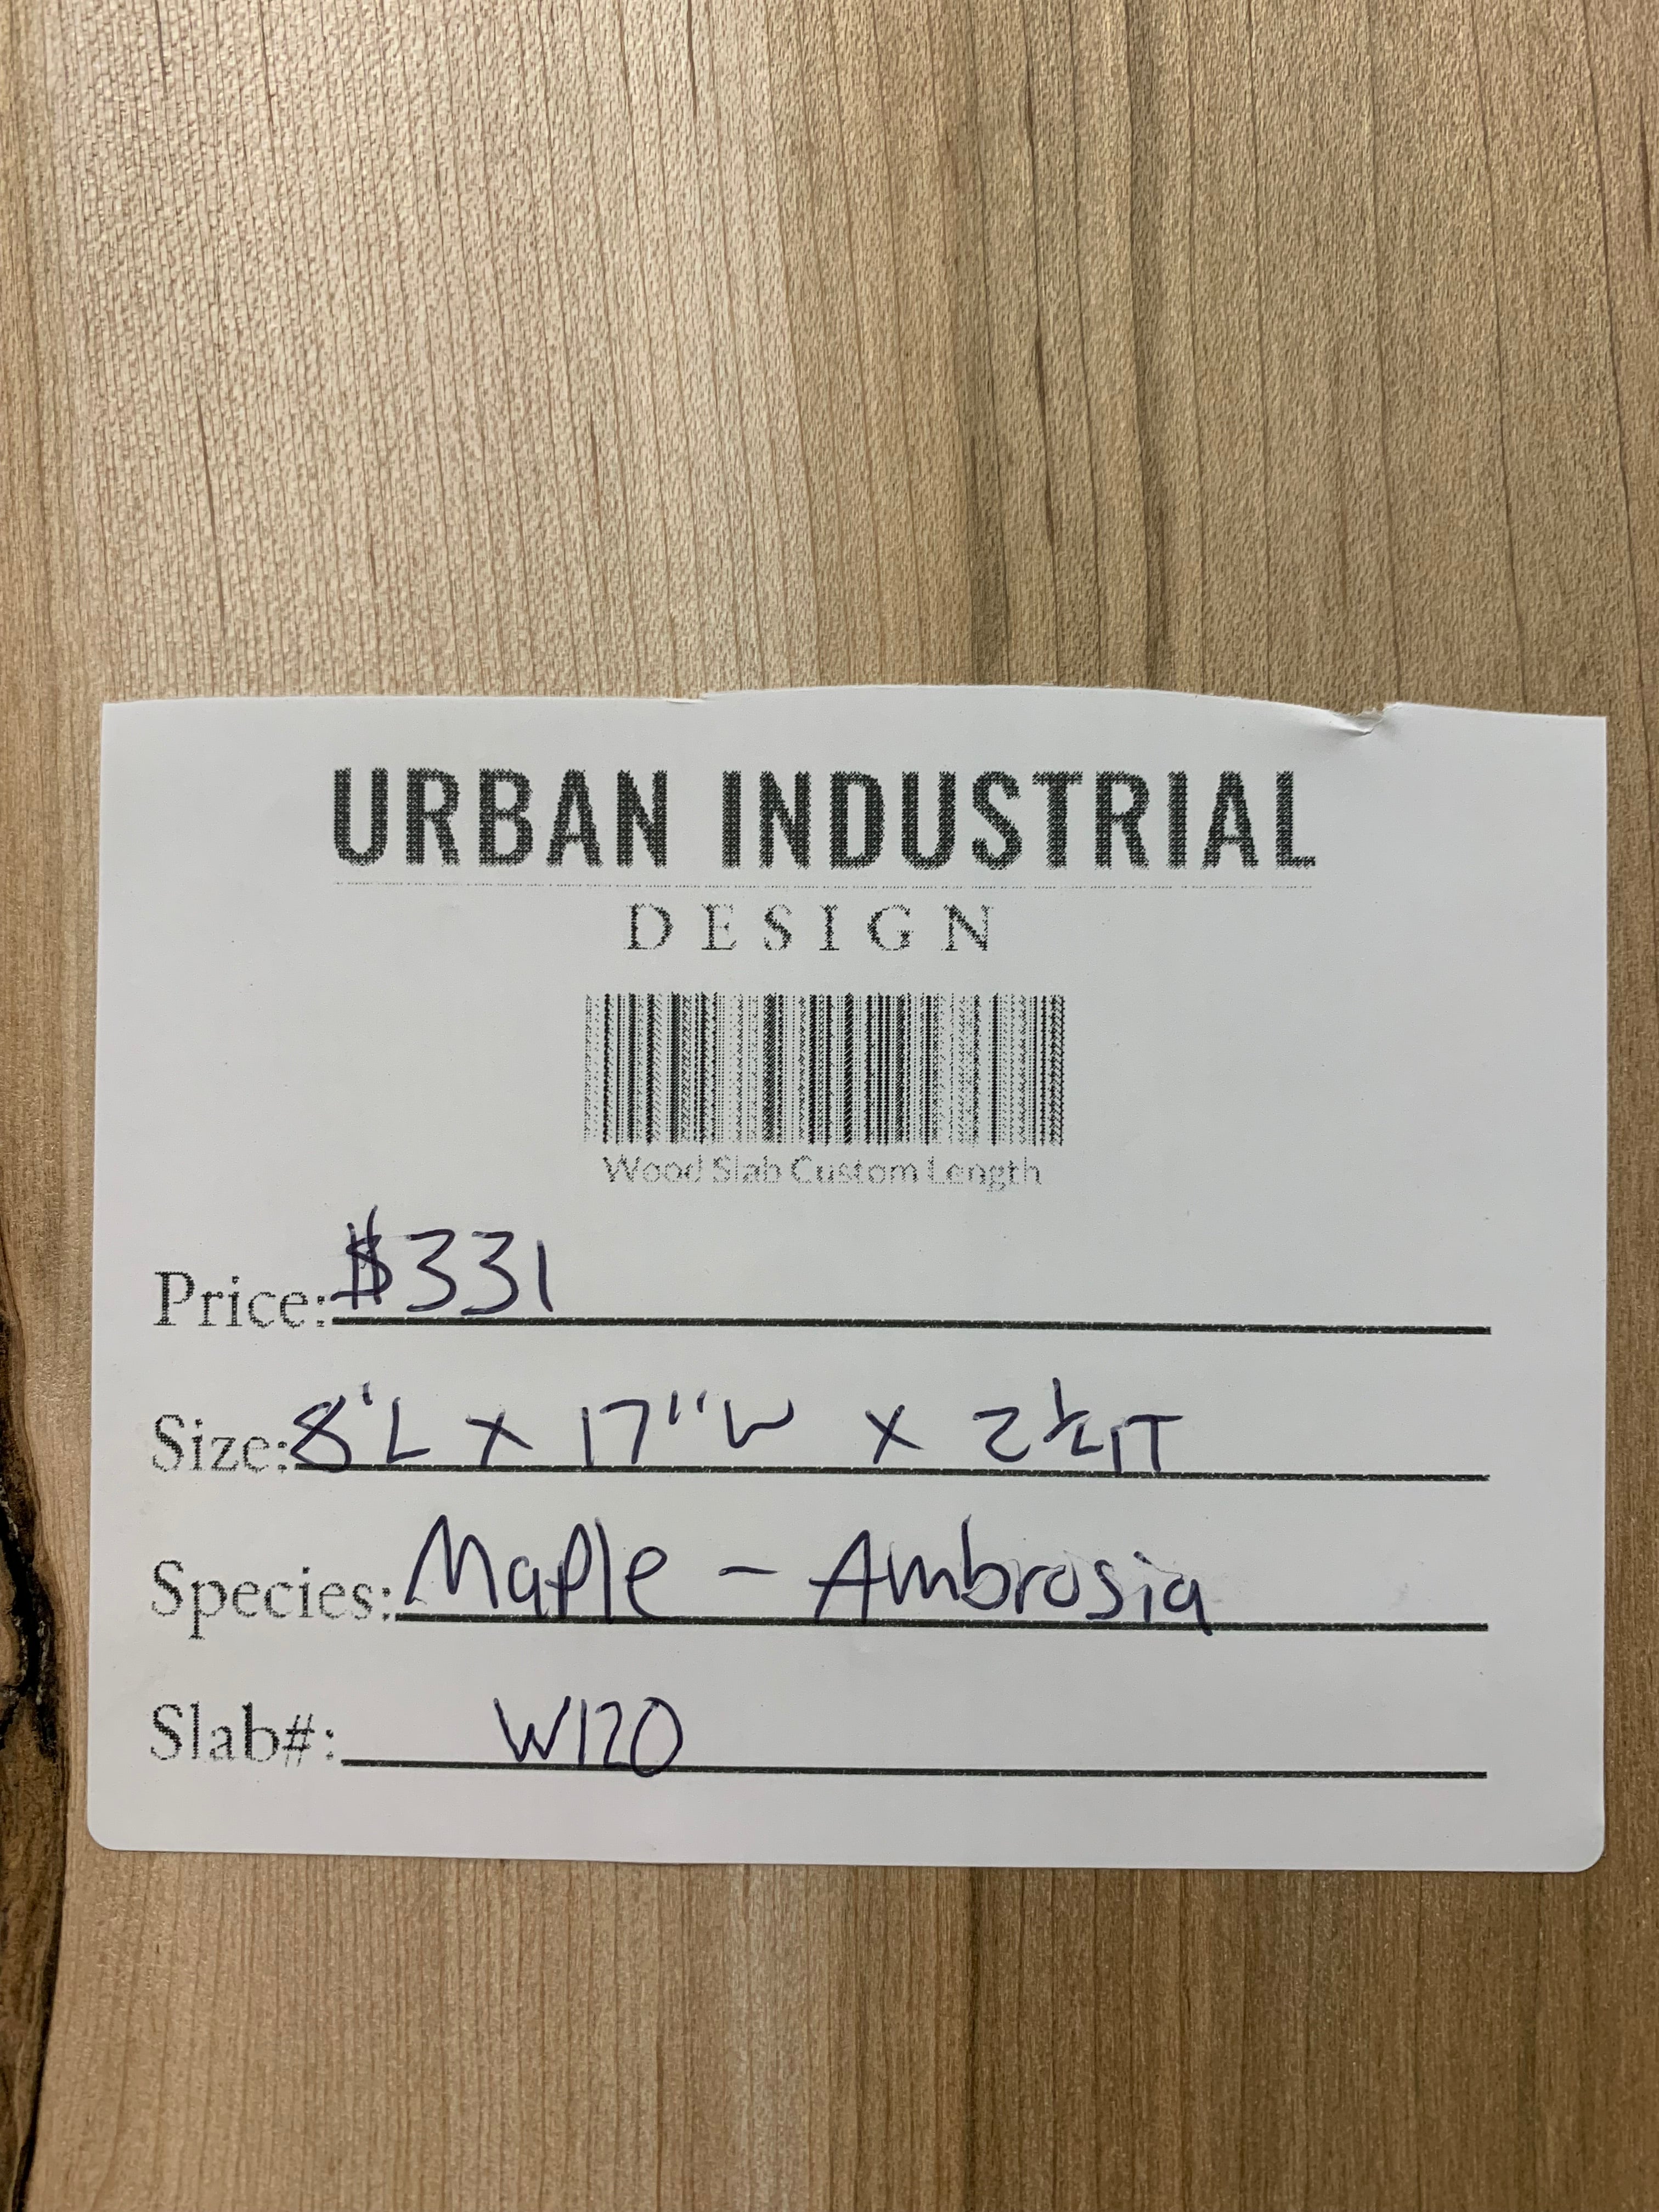 URBAN INDUSTRIAL
DESIGN
Wood Slab Custom Length
Price: $331
Size: 8'L x 17"W x 2½"T
Species: Maple - Ambrosia
Slab#: W120